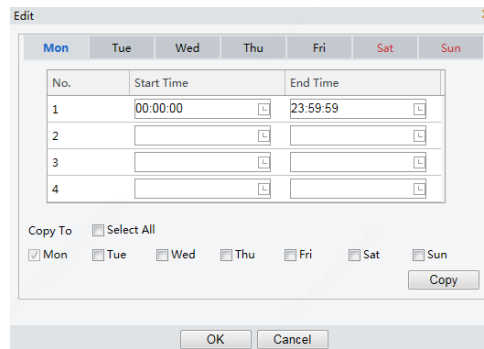 Edit
Mon Tue Wed Thu Fri Sat Sun
No. Start Time End Time
1 00:00:00 23:59:59
2
3
4
Copy To Select All
Mon Tue Wed Thu Fri Sat Sun
Copy
OK Cancel